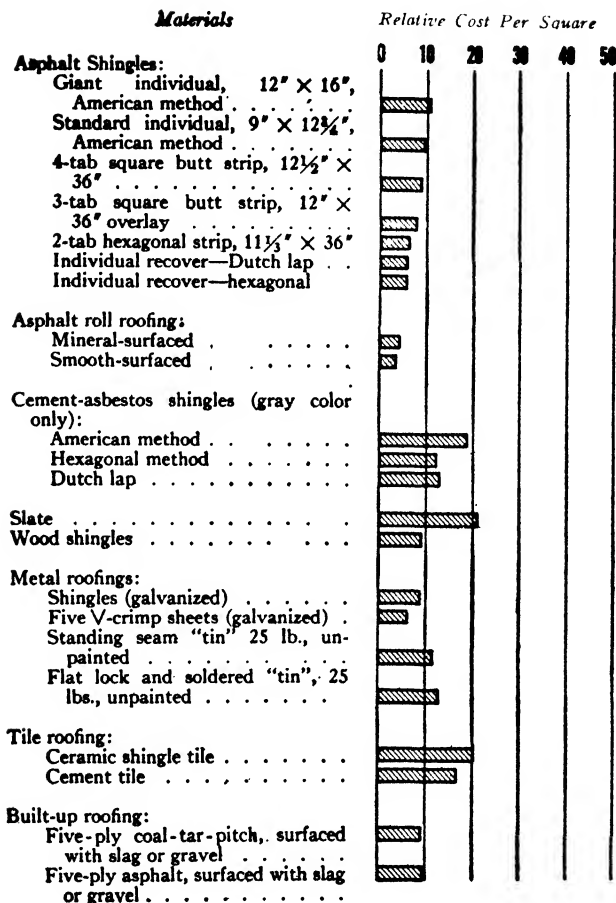 Materials Relative Cost Per Square
0 10 20 30 40 50
Asphalt Shingles:
Giant individual, 12" × 16",
American method . . . . . .
Standard individual, 9" × 12¾",
American method . . . . . .
4-tab square butt strip, 12½" ×
36" . . . . . . . . . . . .
3-tab square butt strip, 12" ×
36" overlay . . . . . . .
2-tab hexagonal strip, 11⅓" × 36"
Individual recover—Dutch lap . .
Individual recover—hexagonal
Asphalt roll roofing:
Mineral-surfaced . . . . . .
Smooth-surfaced . . . . .
Cement-asbestos shingles (gray color
only):
American method . . . . . . .
Hexagonal method . . . . . .
Dutch lap . . . . . . . . . .
Slate . . . . . . . . . . . . .
Wood shingles . . . . . . . . .
Metal roofings:
Shingles (galvanized) . . . . . .
Five V-crimp sheets (galvanized) .
Standing seam "tin" 25 lb., un-
painted . . . . . . . . . .
Flat lock and soldered "tin", 25
lbs., unpainted . . . . . . .
Tile roofing:
Ceramic shingle tile . . . . . . .
Cement tile . . . . . . . . .
Built-up roofing:
Five-ply coal-tar-pitch, surfaced
with slag or gravel . . . . . .
Five-ply asphalt, surfaced with slag
or gravel . . . . . . . . . . .